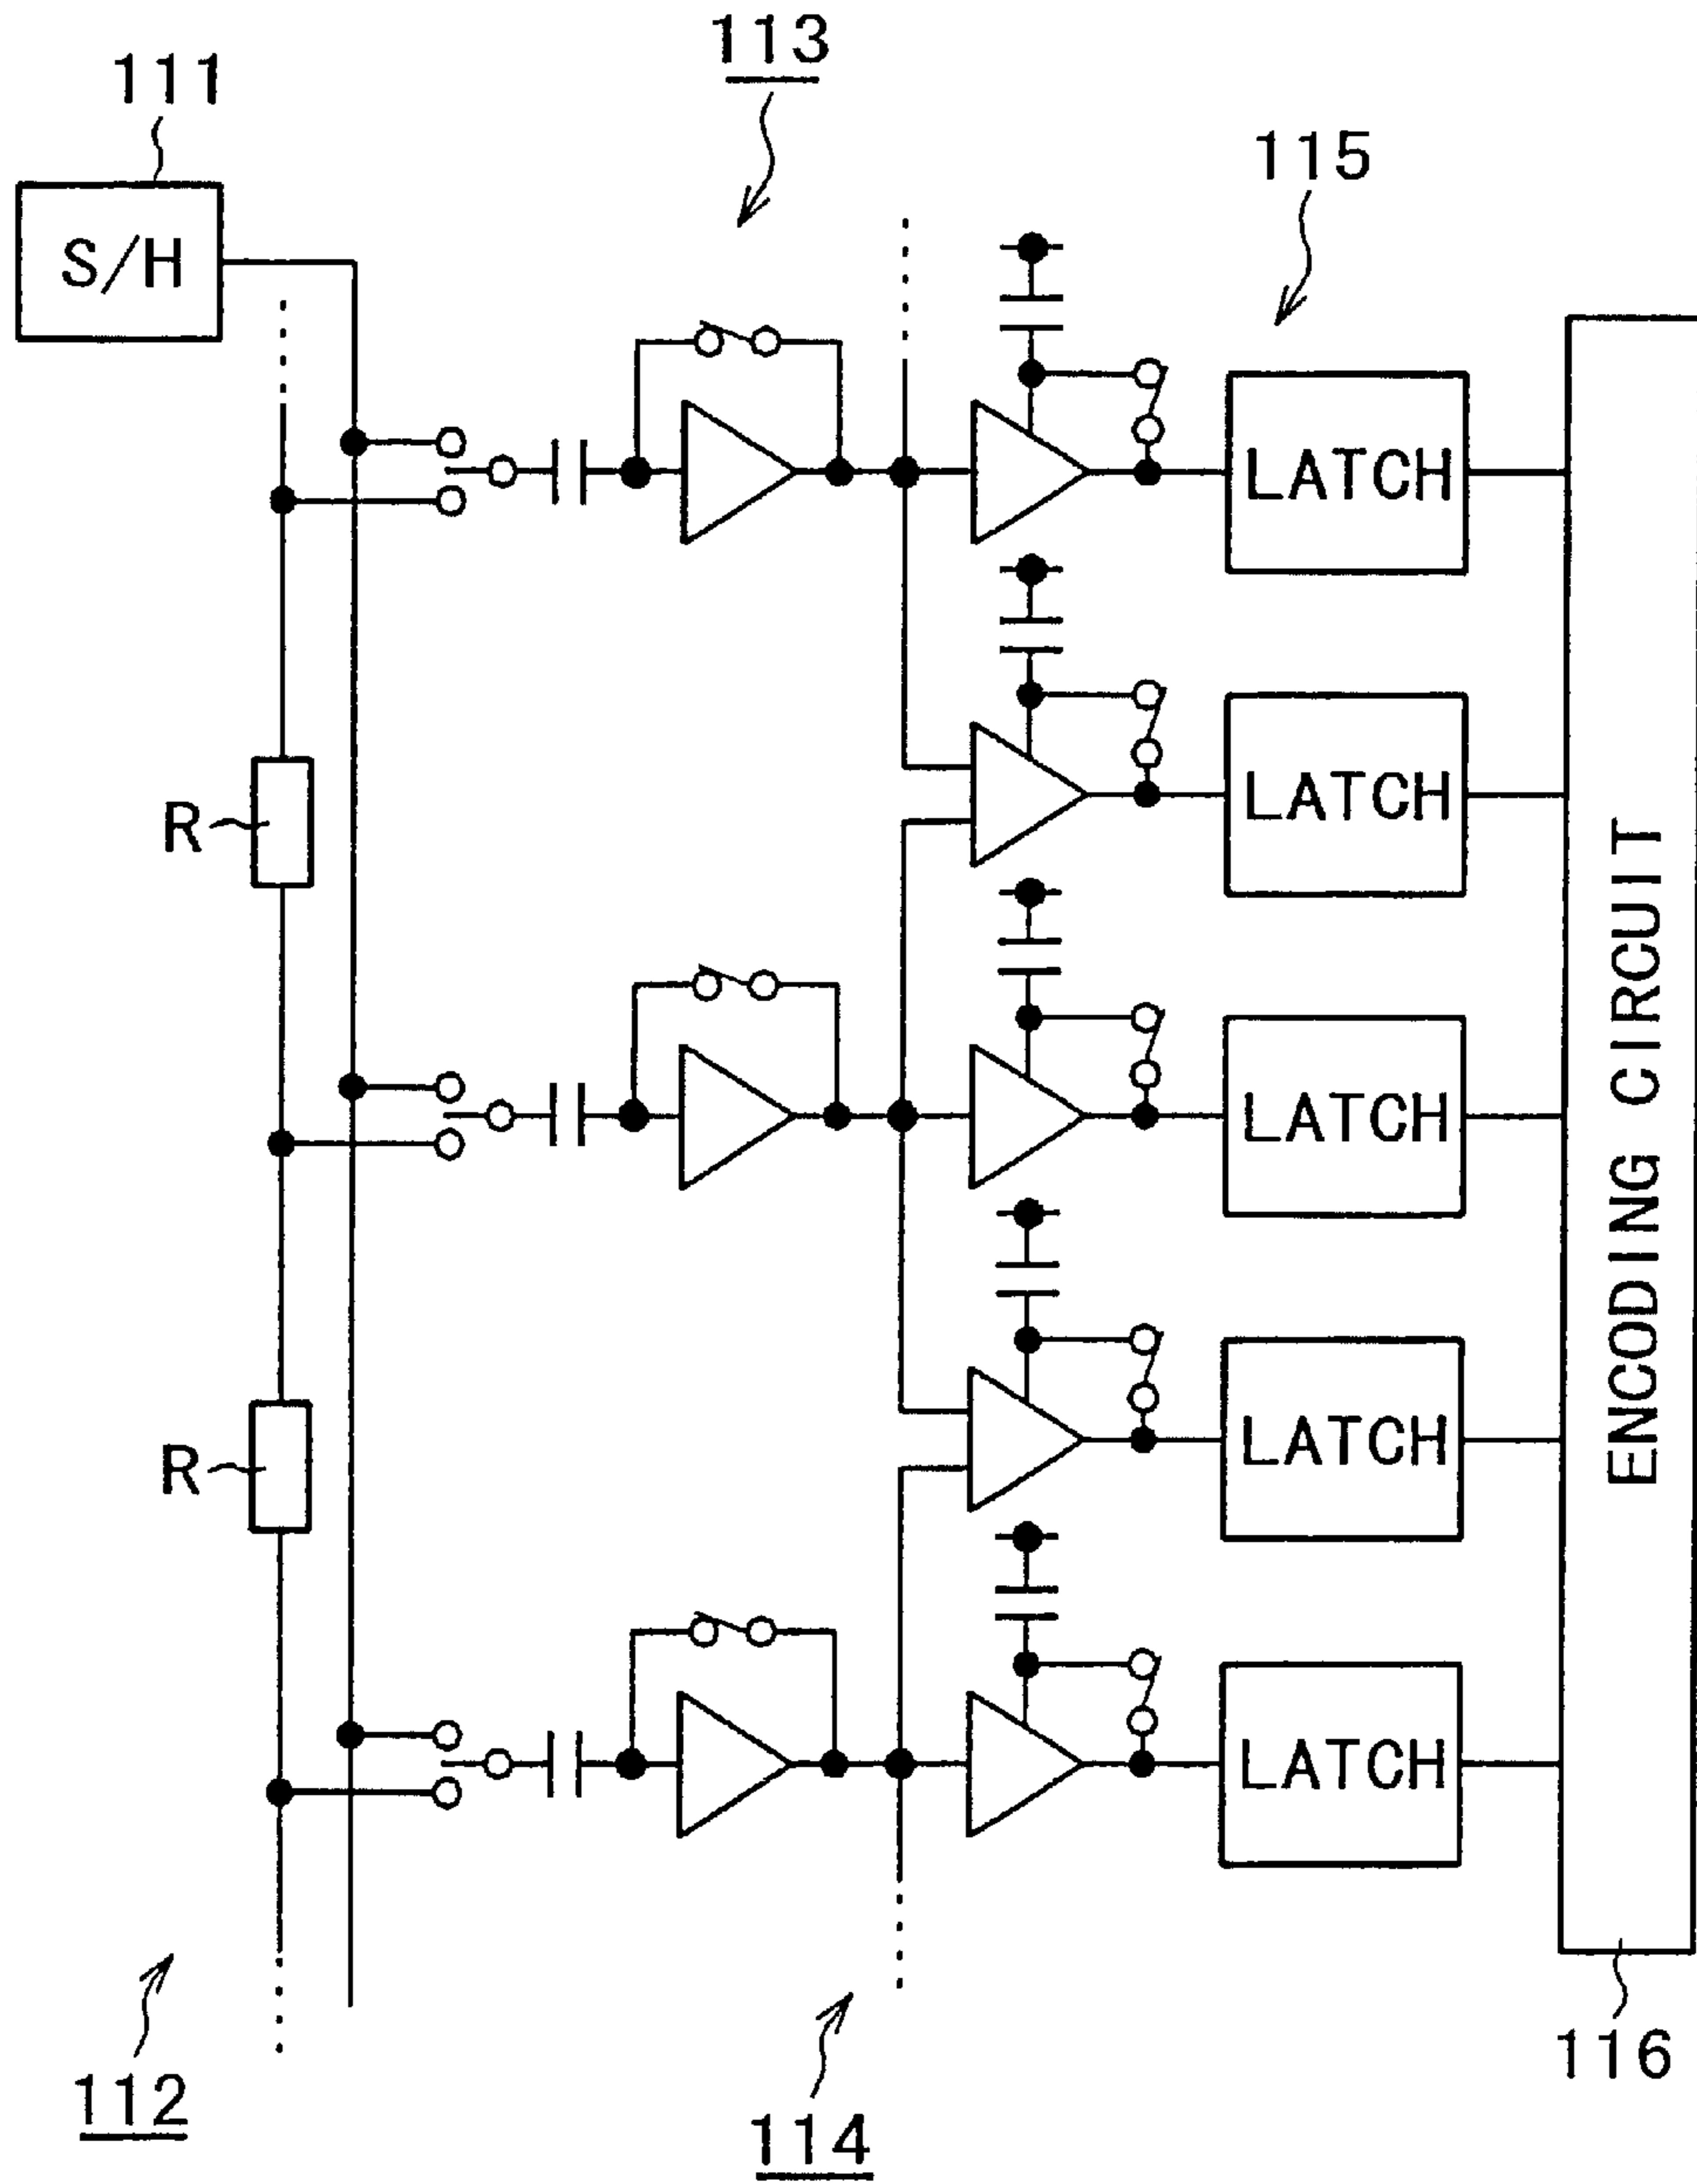 113
111
115
S/H
LATCH
R
LATCH
LATCH
R
LATCH
LATCH
ENCODING CIRCUIT
116
112
114